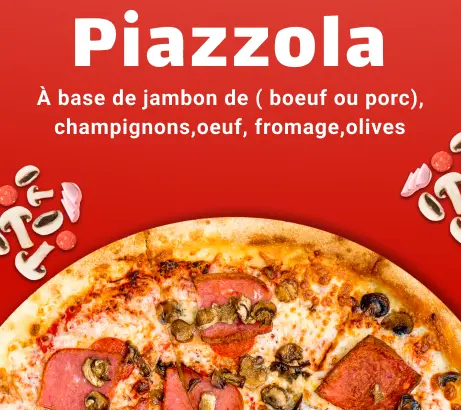 Piazzola
À base de jambon de ( boeuf ou porc),
champignons,oeuf, fromage,olives